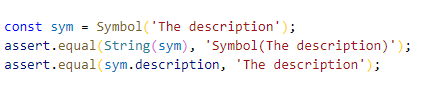 const sym = Symbol('The description');
assert.equal(String(sym), 'Symbol(The description)');
assert.equal(sym.description, 'The description');